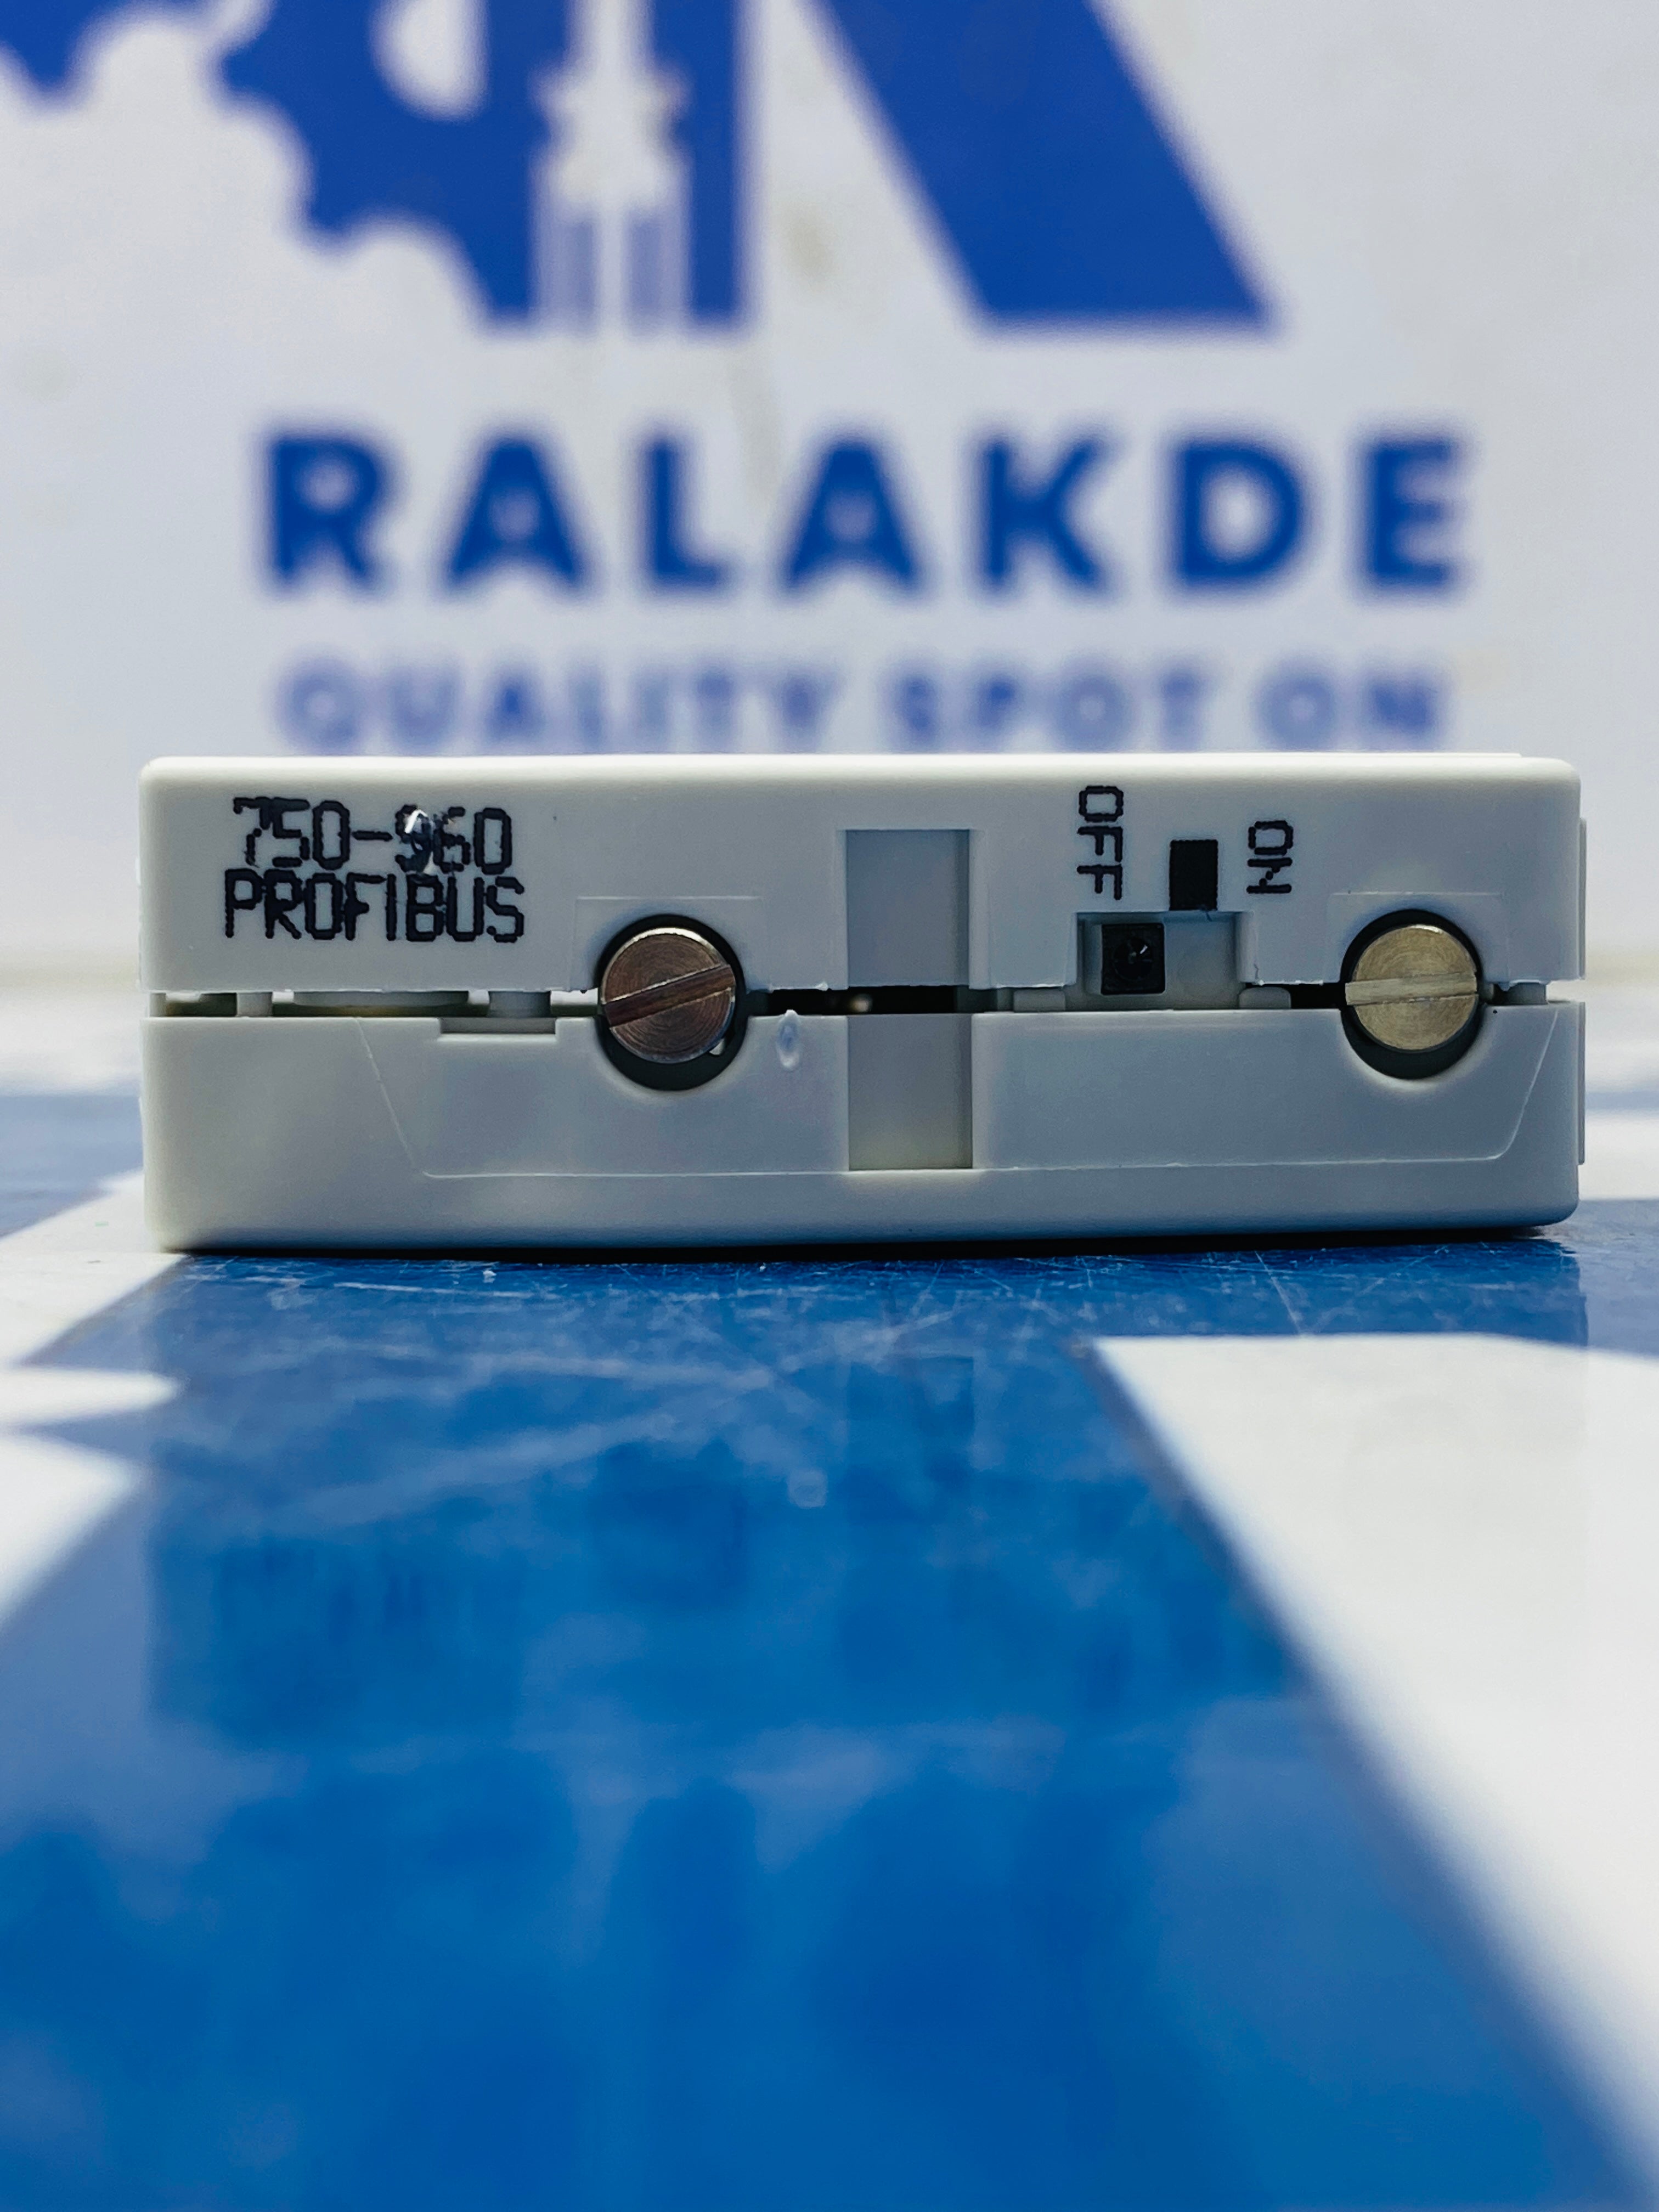 RALAKDE
QUALITY SPOT ON
750-960
PROFIBUS
OFF
ON